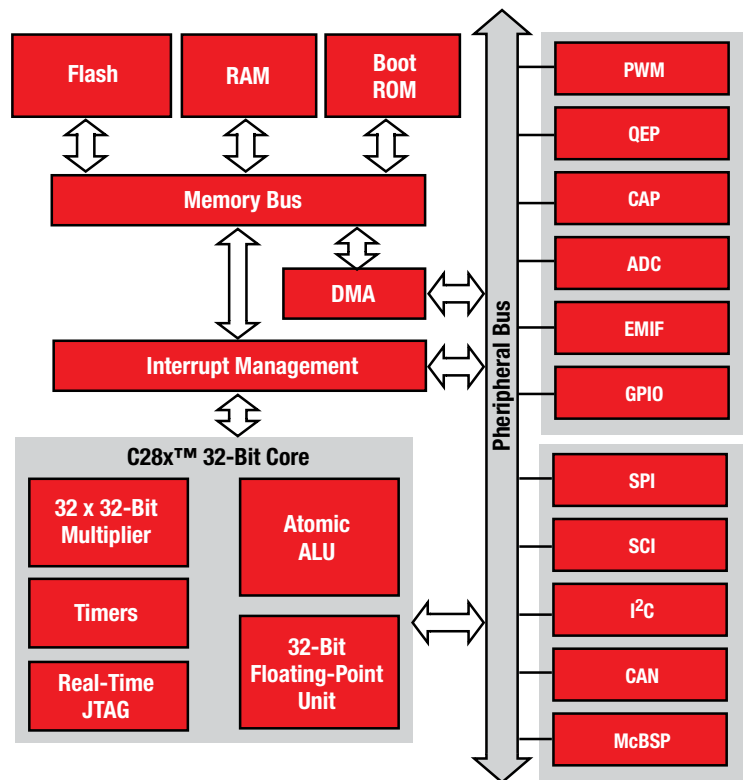 Flash
RAM
Boot
ROM
Memory Bus
DMA
Interrupt Management
C28x™ 32-Bit Core
32 x 32-Bit
Multiplier
Timers
Real-Time
JTAG
Atomic
ALU
32-Bit
Floating-Point
Unit
Pheripheral Bus
PWM
QEP
CAP
ADC
EMIF
GPIO
SPI
SCI
I²C
CAN
McBSP